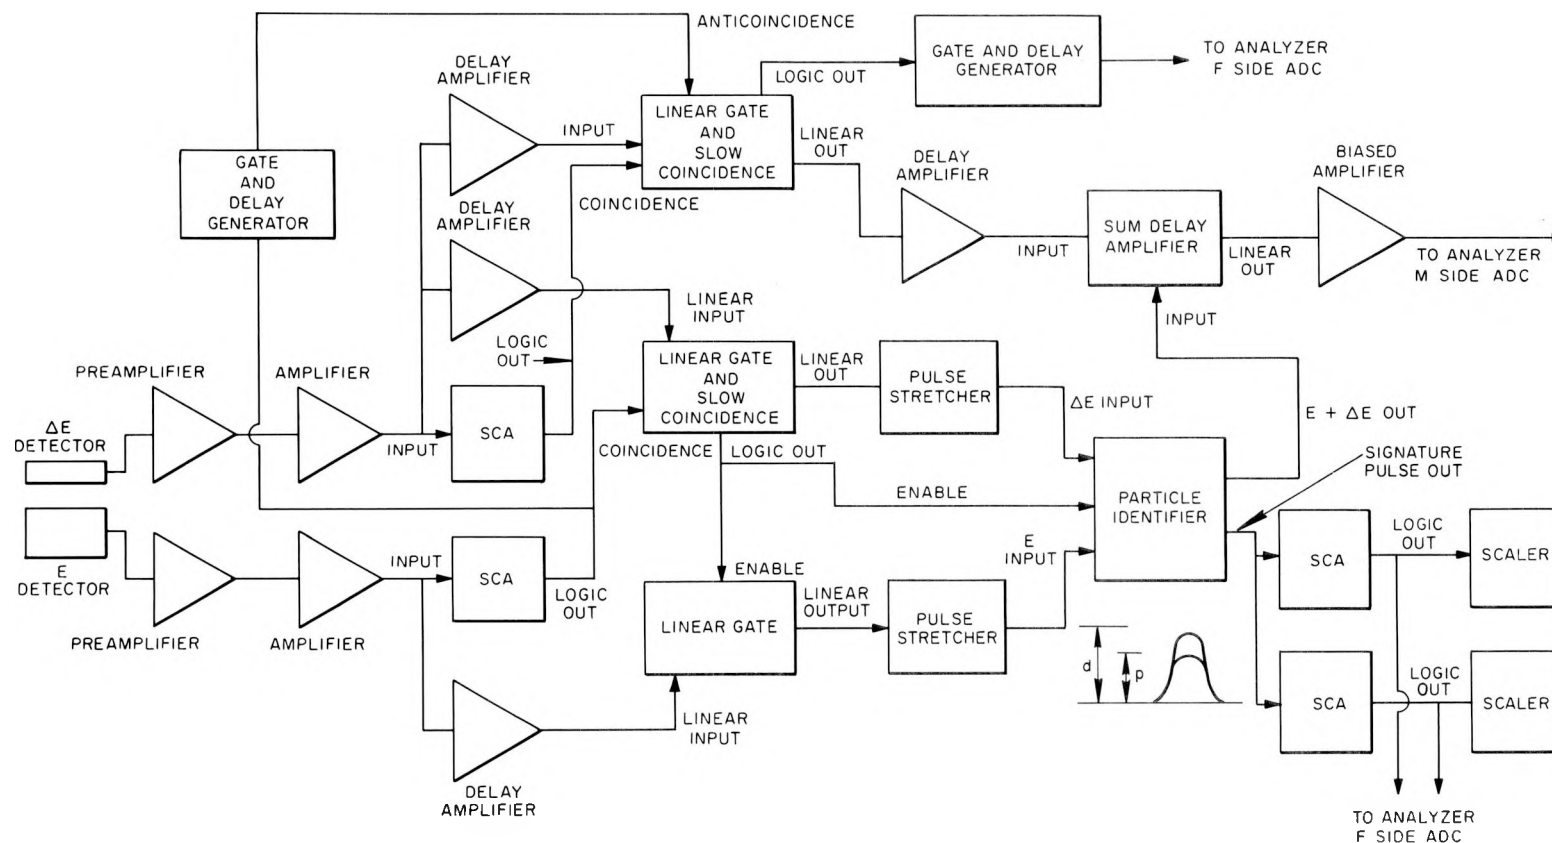 ANTICOINCIDENCE
GATE AND DELAY
GENERATOR
TO ANALYZER
F SIDE ADC
LOGIC OUT
DELAY
AMPLIFIER
INPUT
LINEAR GATE
AND
SLOW
COINCIDENCE
LINEAR
OUT
GATE
AND
DELAY
GENERATOR
COINCIDENCE
DELAY
AMPLIFIER
BIASED
AMPLIFIER
DELAY
AMPLIFIER
INPUT
SUM DELAY
AMPLIFIER
LINEAR
OUT
TO ANALYZER
M SIDE ADC
LINEAR
INPUT
INPUT
LOGIC
OUT
PREAMPLIFIER
AMPLIFIER
LINEAR GATE
AND
SLOW
COINCIDENCE
LINEAR
OUT
PULSE
STRETCHER
ΔE INPUT
E + ΔE OUT
ΔE
DETECTOR
INPUT
SCA
COINCIDENCE
LOGIC OUT
SIGNATURE
PULSE OUT
ENABLE
PARTICLE
IDENTIFIER
E
DETECTOR
INPUT
SCA
LOGIC
OUT
ENABLE
E
INPUT
SCA
LOGIC
OUT
SCALER
PREAMPLIFIER
AMPLIFIER
LINEAR GATE
LINEAR
OUTPUT
PULSE
STRETCHER
d
p
SCA
LOGIC
OUT
SCALER
LINEAR
INPUT
DELAY
AMPLIFIER
TO ANALYZER
F SIDE ADC